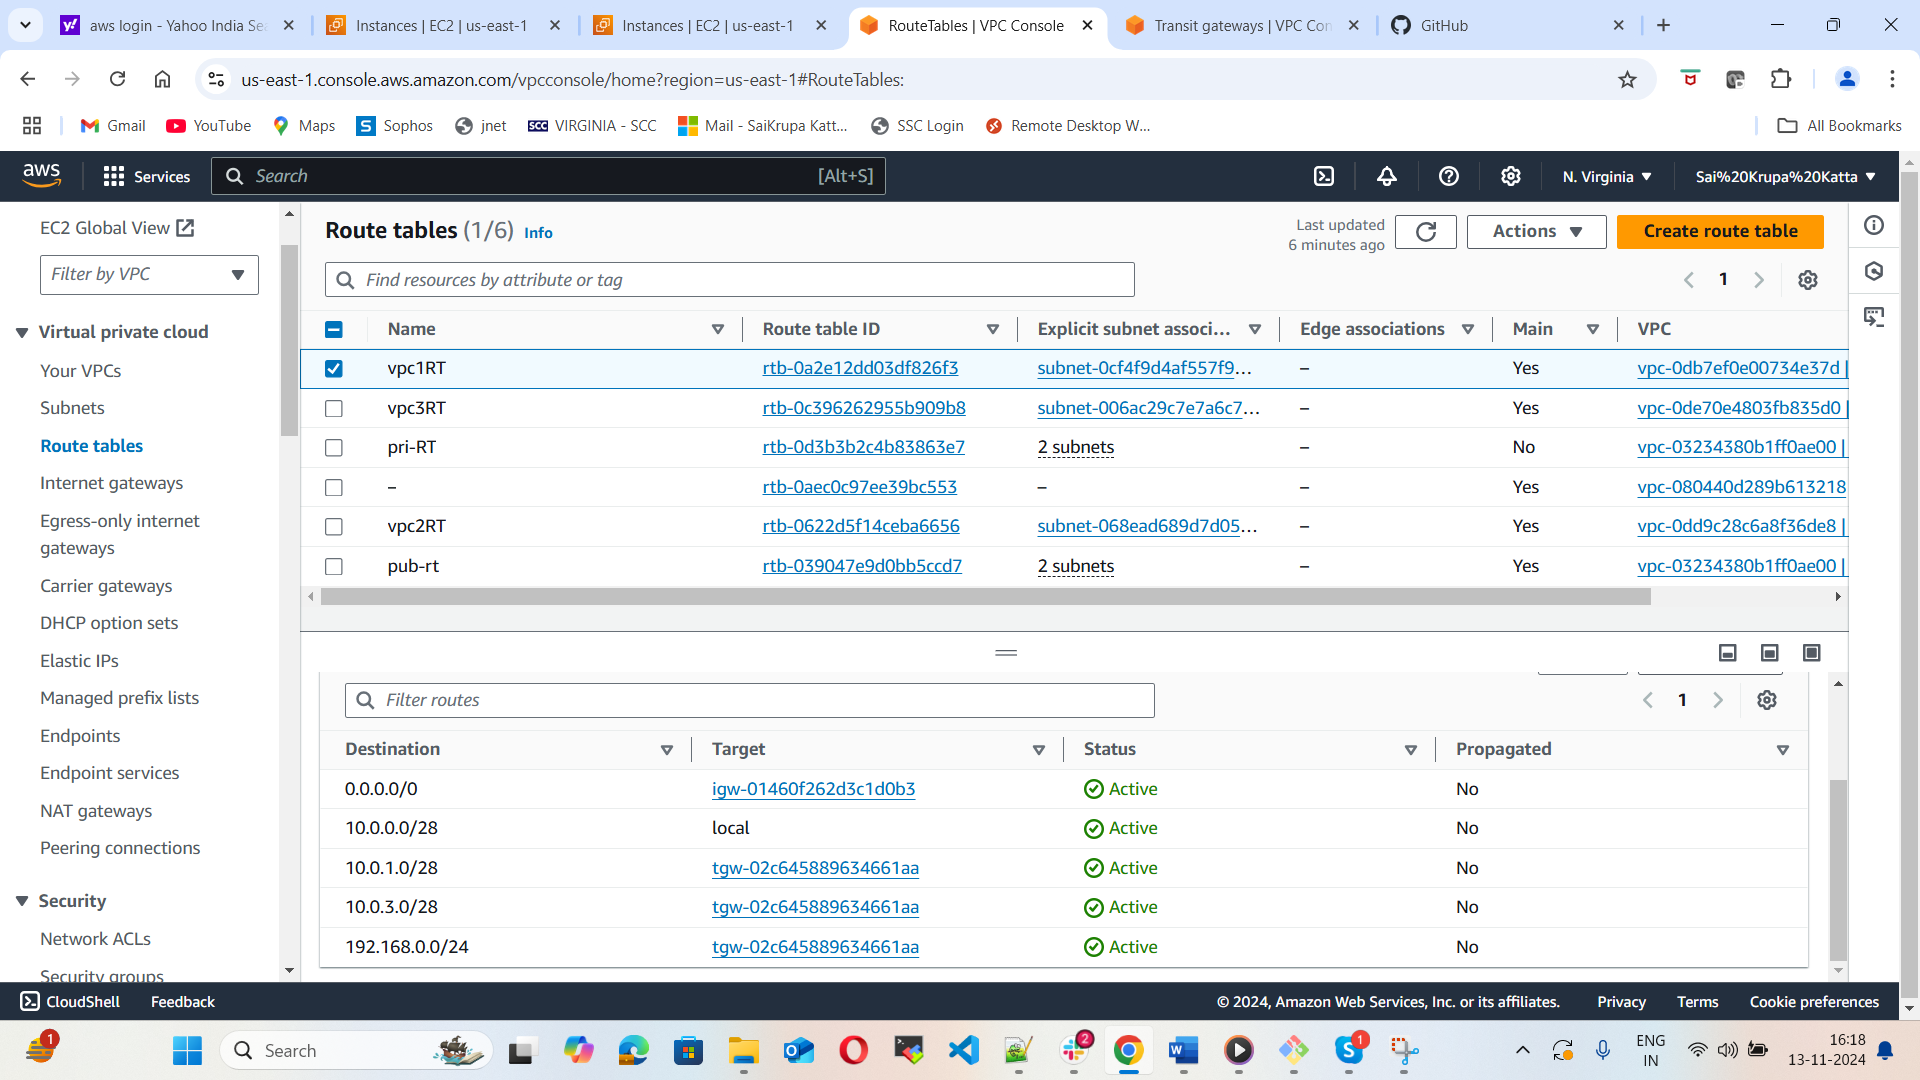 aws login - Yahoo India Sea
Instances | EC2 | us-east-1
Instances | EC2 | us-east-1
RouteTables | VPC Console
Transit gateways | VPC Con
GitHub
us-east-1.console.aws.amazon.com/vpcconsole/home?region=us-east-1#RouteTables:
Gmail
YouTube
Maps
Sophos
jnet
VIRGINIA - SCC
Mail - SaiKrupa Katt...
SSC Login
Remote Desktop W...
All Bookmarks
aws
Services
Search
[Alt+S]
N. Virginia
Sai%20Krupa%20Katta
EC2 Global View
Filter by VPC
Virtual private cloud
Your VPCs
Subnets
Route tables
Internet gateways
Egress-only internet
gateways
Carrier gateways
DHCP option sets
Elastic IPs
Managed prefix lists
Endpoints
Endpoint services
NAT gateways
Peering connections
Security
Network ACLs
Security groups
Route tables (1/6) Info
Last updated
6 minutes ago
Actions
Create route table
Find resources by attribute or tag
1
Name Route table ID Explicit subnet associ... Edge associations Main VPC
vpc1RT rtb-0a2e12dd03df826f3 subnet-0cf4f9d4af557f9... – Yes vpc-0db7ef0e00734e37d |
vpc3RT rtb-0c396262955b909b8 subnet-006ac29c7e7a6c7... – Yes vpc-0de70e4803fb835d0 |
pri-RT rtb-0d3b3b2c4b83863e7 2 subnets – No vpc-03234380b1ff0ae00 |
– rtb-0aec0c97ee39bc553 – – Yes vpc-080440d289b613218
vpc2RT rtb-0622d5f14ceba6656 subnet-068ead689d7d05... – Yes vpc-0dd9c28c6a8f36de8 |
pub-rt rtb-039047e9d0bb5ccd7 2 subnets – Yes vpc-03234380b1ff0ae00 |
Filter routes
1
Destination Target Status Propagated
0.0.0.0/0 igw-01460f262d3c1d0b3 Active No
10.0.0.0/28 local Active No
10.0.1.0/28 tgw-02c645889634661aa Active No
10.0.3.0/28 tgw-02c645889634661aa Active No
192.168.0.0/24 tgw-02c645889634661aa Active No
CloudShell
Feedback
© 2024, Amazon Web Services, Inc. or its affiliates.
Privacy
Terms
Cookie preferences
1
Search
2
1
ENG
IN
16:18
13-11-2024